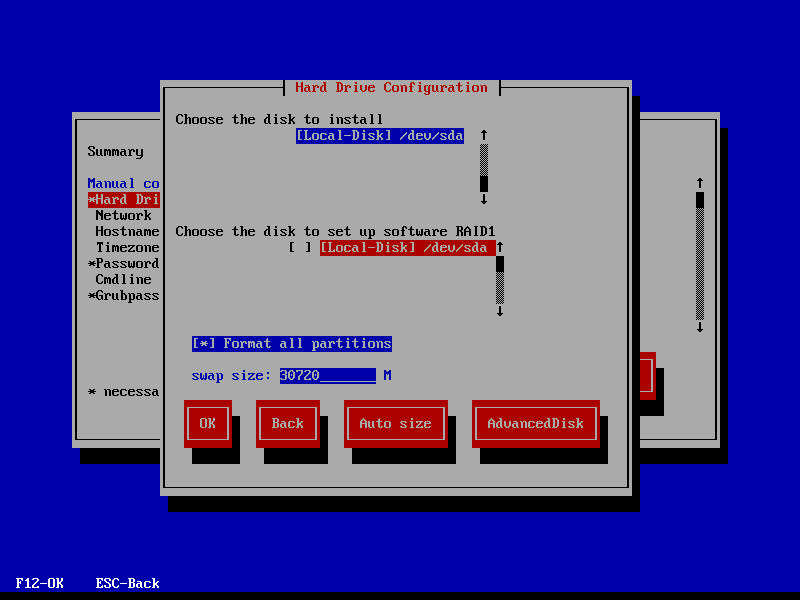 Hard Drive Configuration
Choose the disk to install
[Local-Disk] /dev/sda
Summary
Manual co
*Hard Dri
Network
Hostname
Timezone
*Password
Cmdline
*Grubpass
* necessa
Choose the disk to set up software RAID1
[ ] [Local-Disk] /dev/sda
[*] Format all partitions
swap size: 30720_______ M
OK
Back
Auto size
AdvancedDisk
F12-OK ESC-Back